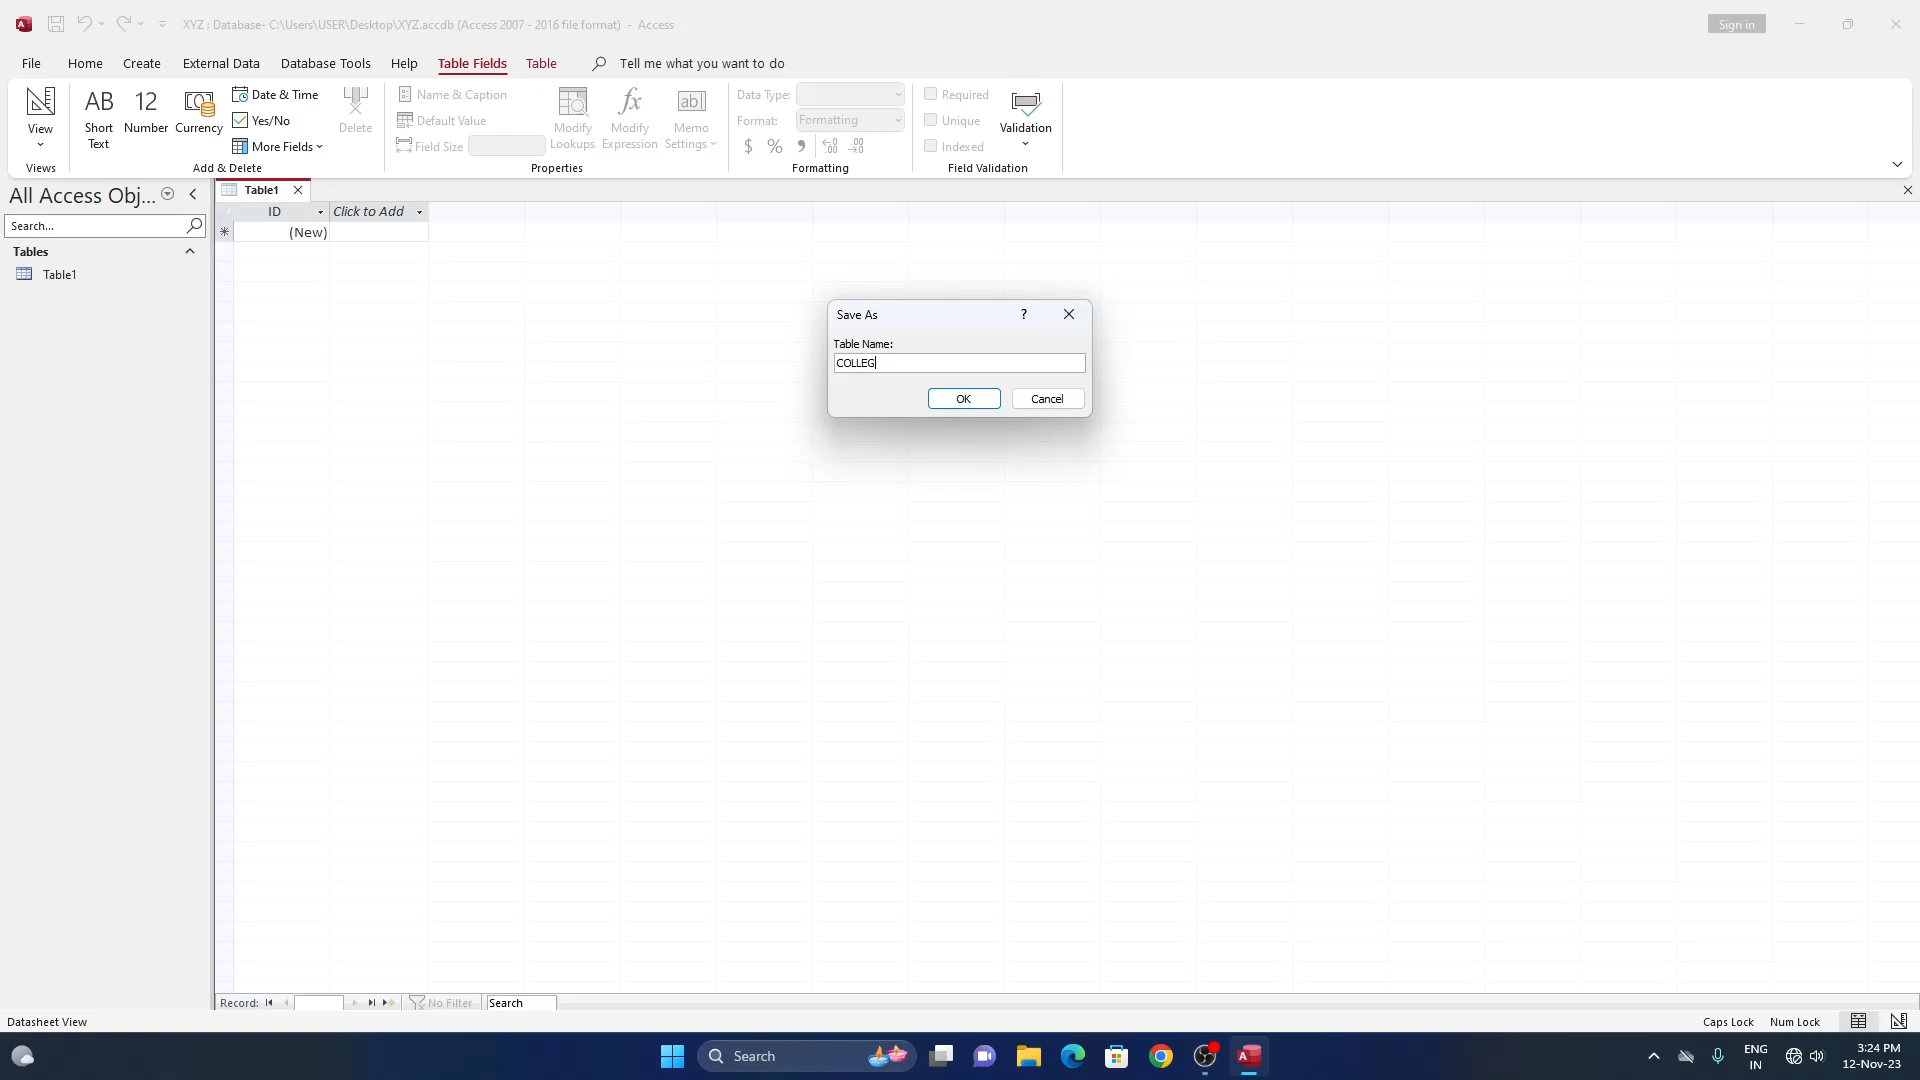 XYZ : Database- C:\Users\USER\Desktop\XYZ.accdb (Access 2007 - 2016 file format) - Access
Sign in
File Home Create External Data Database Tools Help Table Fields Table Tell me what you want to do
View
Views
AB
Short
Text
12
Number
Currency
Date & Time
Yes/No
More Fields
Delete
Add & Delete
Name & Caption
Default Value
Field Size
Modify
Lookups
fx
Modify
Expression
ab
Memo
Settings
Properties
Data Type:
Format: Formatting
$ %
Formatting
Required
Unique
Indexed
Validation
Field Validation
All Access Obj...
Search...
Tables
Table1
Table1
ID Click to Add
(New)
Save As ?
Table Name:
COLLEG
OK Cancel
Record: No Filter Search
Datasheet View
Caps Lock Num Lock
Search
ENG
IN
3:24 PM
12-Nov-23